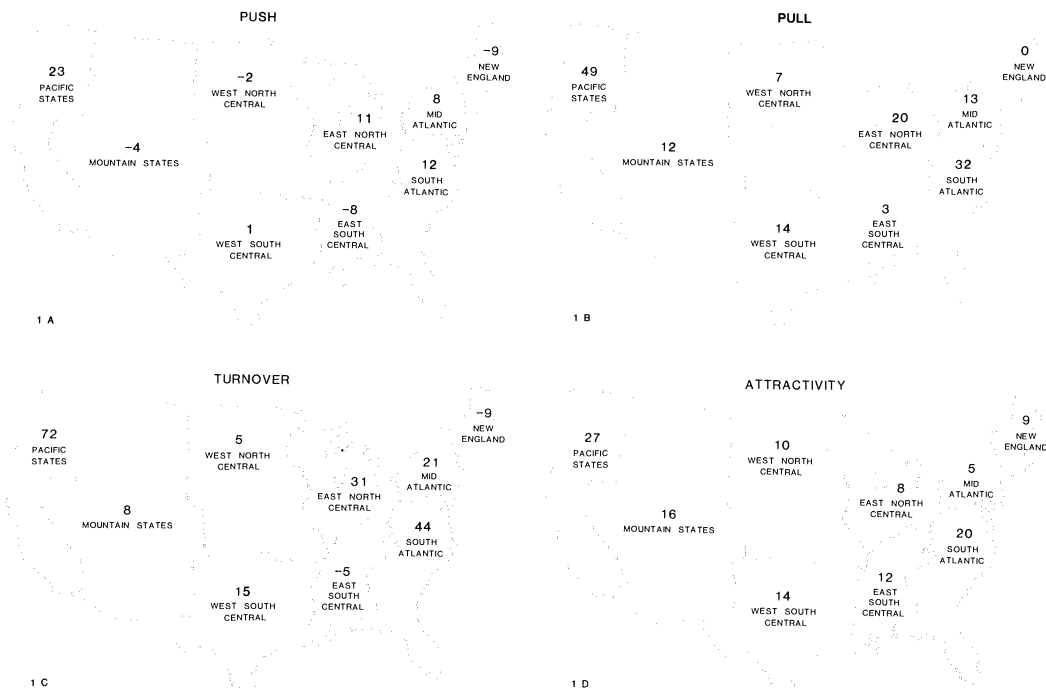 PUSH
23
PACIFIC
STATES
-4
MOUNTAIN STATES
-2
WEST NORTH
CENTRAL
1
WEST SOUTH
CENTRAL
11
EAST NORTH
CENTRAL
-8
EAST
SOUTH
CENTRAL
-9
NEW
ENGLAND
8
MID
ATLANTIC
12
SOUTH
ATLANTIC
1 A
PULL
49
PACIFIC
STATES
12
MOUNTAIN STATES
7
WEST NORTH
CENTRAL
14
WEST SOUTH
CENTRAL
20
EAST NORTH
CENTRAL
3
EAST
SOUTH
CENTRAL
0
NEW
ENGLAND
13
MID
ATLANTIC
32
SOUTH
ATLANTIC
1 B
TURNOVER
72
PACIFIC
STATES
8
MOUNTAIN STATES
5
WEST NORTH
CENTRAL
15
WEST SOUTH
CENTRAL
31
EAST NORTH
CENTRAL
-5
EAST
SOUTH
CENTRAL
-9
NEW
ENGLAND
21
MID
ATLANTIC
44
SOUTH
ATLANTIC
1 C
ATTRACTIVITY
27
PACIFIC
STATES
16
MOUNTAIN STATES
10
WEST NORTH
CENTRAL
14
WEST SOUTH
CENTRAL
8
EAST NORTH
CENTRAL
12
EAST
SOUTH
CENTRAL
9
NEW
ENGLAND
5
MID
ATLANTIC
20
SOUTH
ATLANTIC
1 D